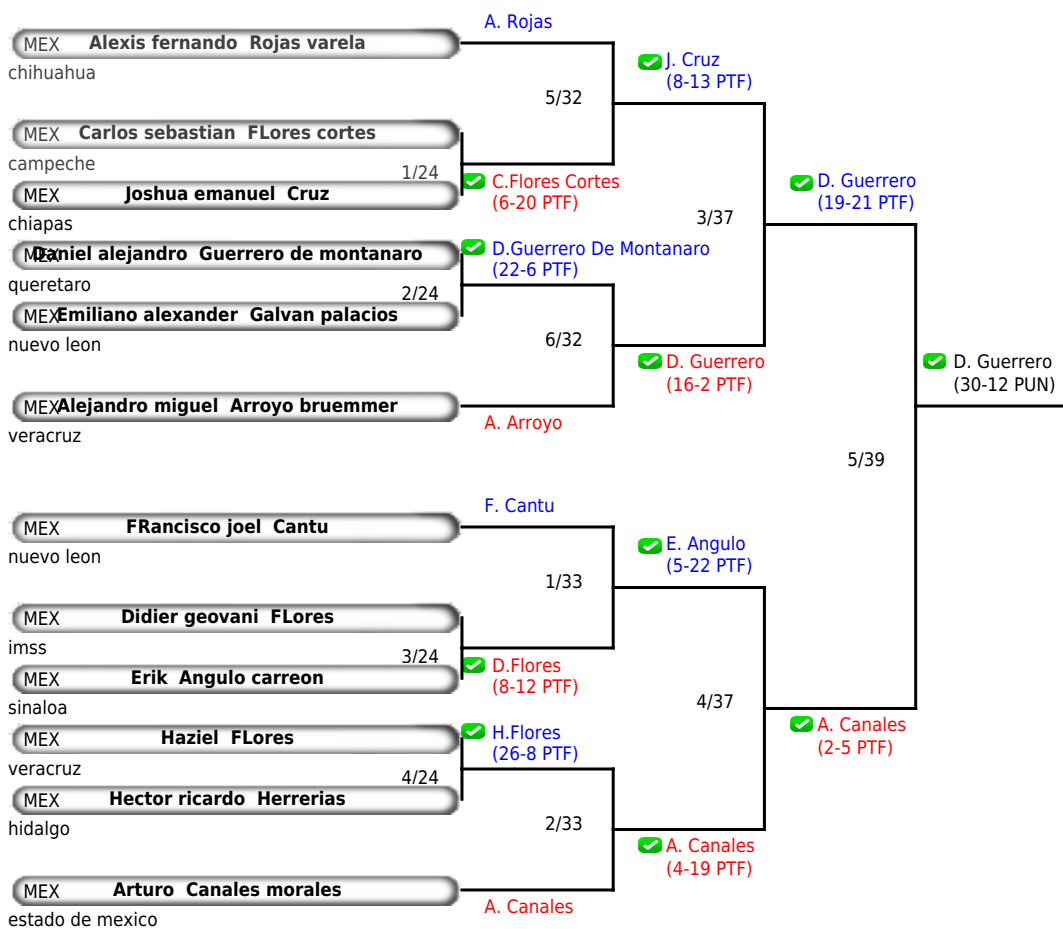 A. Rojas
MEX Alexis fernando Rojas varela
chihuahua
J. Cruz
(8-13 PTF)
5/32
MEX Carlos sebastian FLores cortes
campeche
1/24
C.Flores Cortes
(6-20 PTF)
MEX Joshua emanuel Cruz
chiapas
D. Guerrero
(19-21 PTF)
3/37
MEX Daniel alejandro Guerrero de montanaro
queretaro
D.Guerrero De Montanaro
(22-6 PTF)
2/24
MEX Emiliano alexander Galvan palacios
nuevo leon
6/32
D. Guerrero
(16-2 PTF)
D. Guerrero
(30-12 PUN)
MEX Alejandro miguel Arroyo bruemmer
veracruz
A. Arroyo
5/39
F. Cantu
MEX FRancisco joel Cantu
nuevo leon
E. Angulo
(5-22 PTF)
1/33
MEX Didier geovani FLores
imss
3/24
D.Flores
(8-12 PTF)
MEX Erik Angulo carreon
sinaloa
4/37
A. Canales
(2-5 PTF)
MEX Haziel FLores
veracruz
H.Flores
(26-8 PTF)
4/24
MEX Hector ricardo Herrerias
hidalgo
2/33
A. Canales
(4-19 PTF)
MEX Arturo Canales morales
estado de mexico
A. Canales